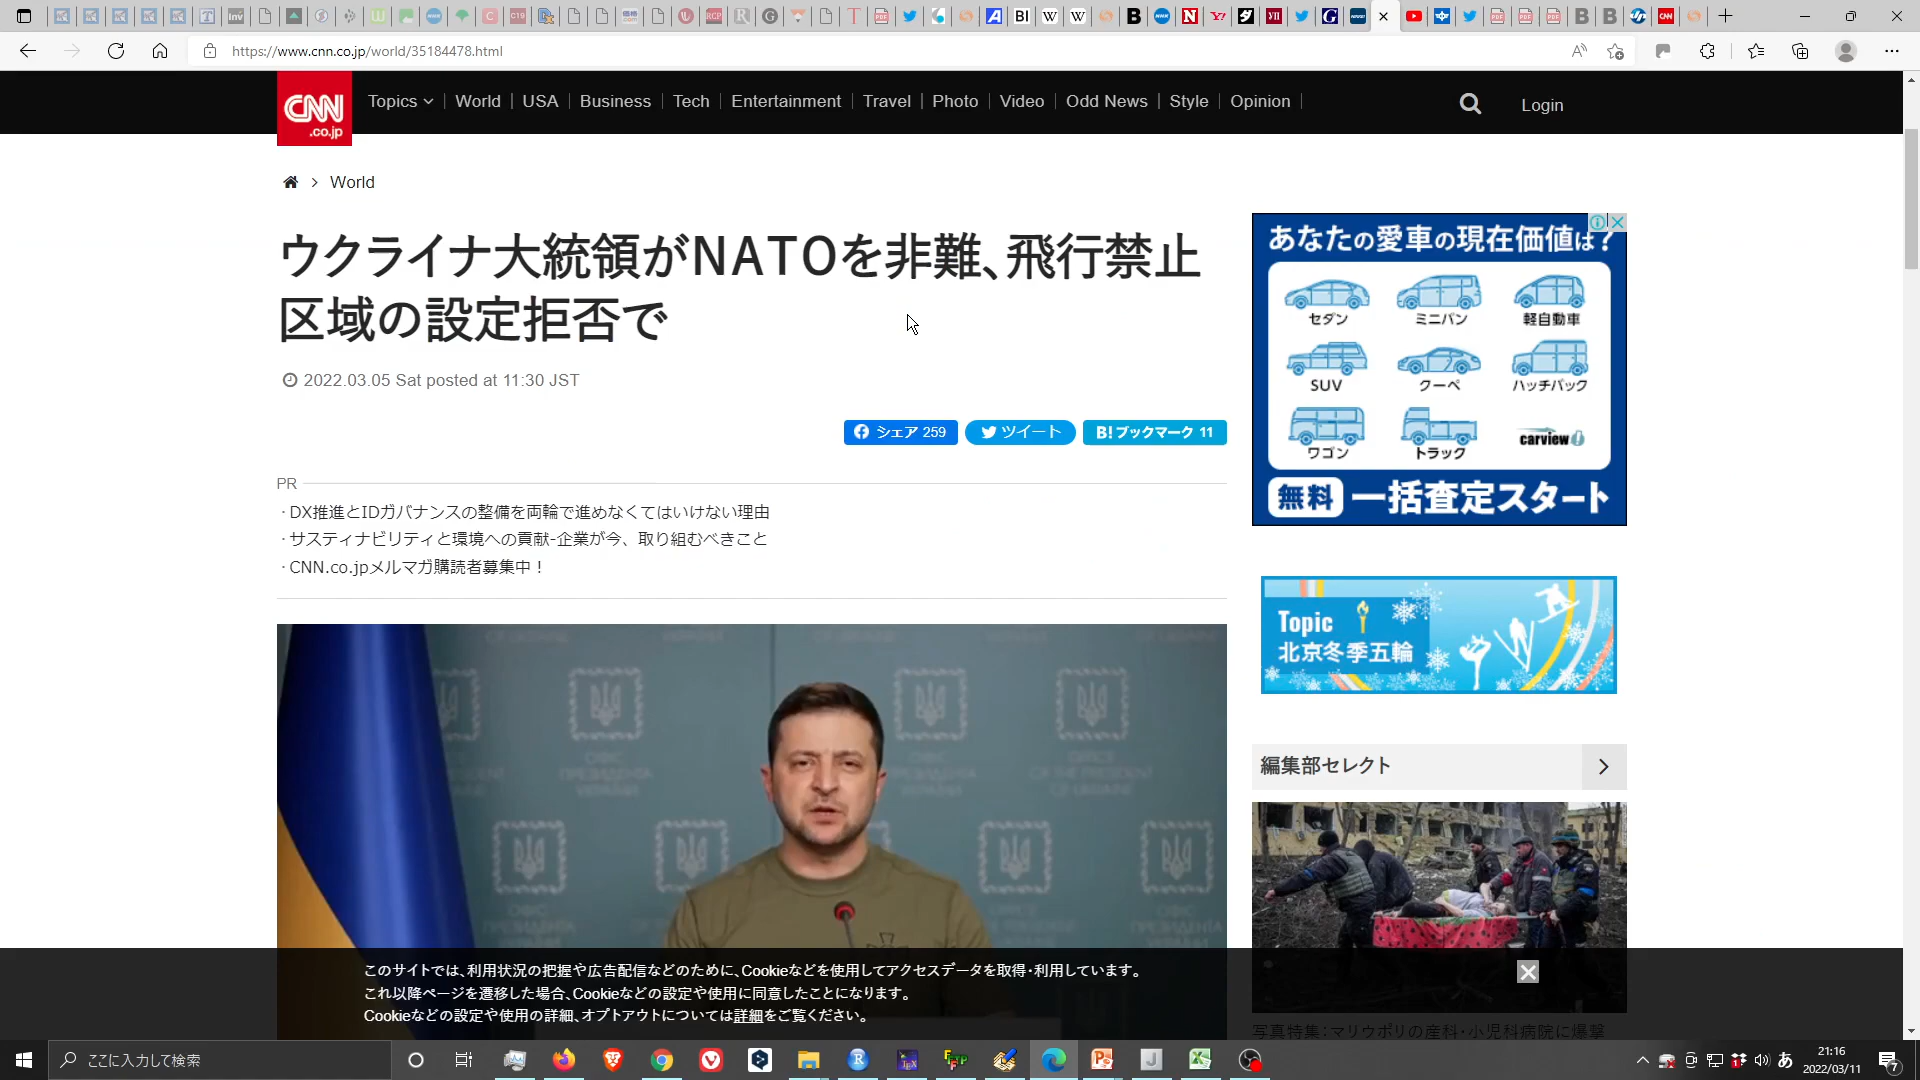 https://www.cnn.co.jp/world/35184478.html
CNN
.co.jp
Topics
World
USA
Business
Tech
Entertainment
Travel
Photo
Video
Odd News
Style
Opinion
Login
World
ウクライナ大統領がNATOを非難、飛行禁止
区域の設定拒否で
2022.03.05 Sat posted at 11:30 JST
シェア 259
ツイート
B!ブックマーク 11
PR
・DX推進とIDガバナンスの整備を両輪で進めなくてはいけない理由
・サスティナビリティと環境への貢献-企業が今、取り組むべきこと
・CNN.co.jpメルマガ購読者募集中！
あなたの愛車の現在価値は？
セダン
ミニバン
軽自動車
SUV
クーペ
ハッチバック
ワゴン
トラック
carview!
無料 一括査定スタート
Topic
北京冬季五輪
編集部セレクト
写真特集：マリウポリの産科・小児科病院に爆撃
このサイトでは、利用状況の把握や広告配信などのために、Cookieなどを使用してアクセスデータを取得・利用しています。
これ以降ページを遷移した場合、Cookieなどの設定や使用に同意したことになります。
Cookieなどの設定や使用の詳細、オプトアウトについては詳細をご覧ください。
ここに入力して検索
あ
21:16
2022/03/11
7